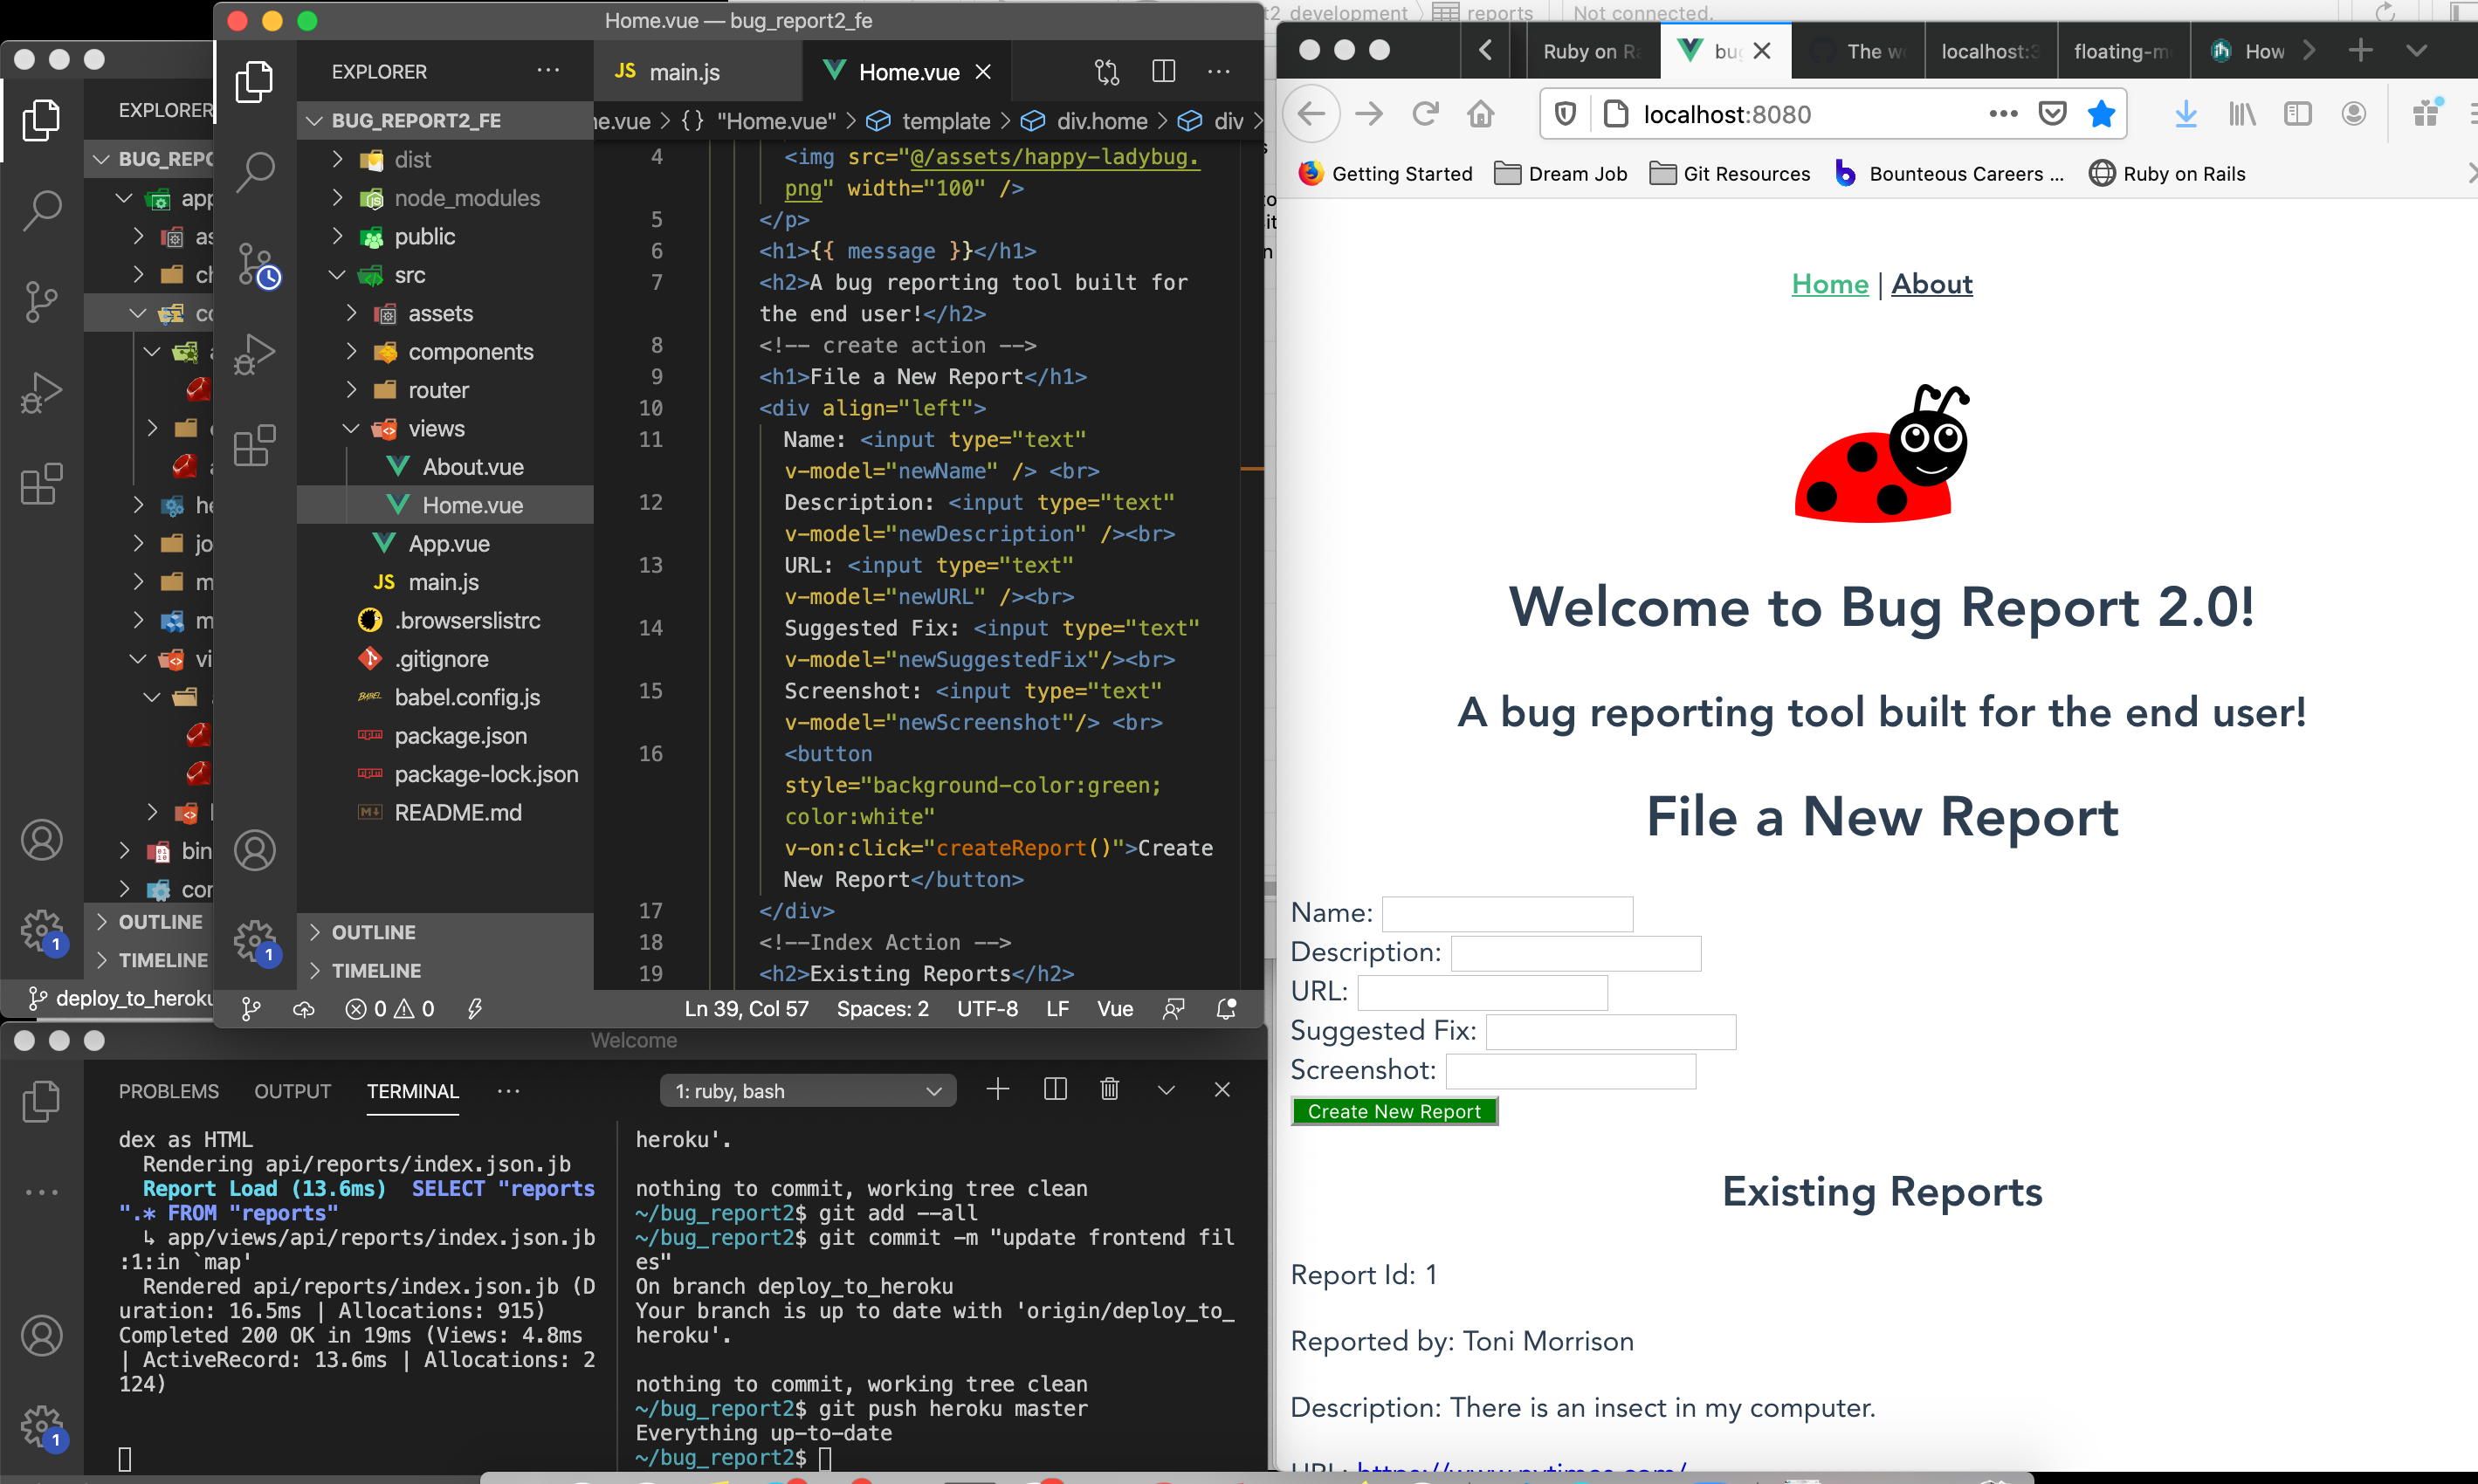 Home.vue — bug_report2_fe
EXPLORER
BUG_REPO
app
bin
OUTLINE
TIMELINE
1
deploy_to_heroku
EXPLORER
BUG_REPORT2_FE
dist
node_modules
public
src
assets
components
router
views
About.vue
Home.vue
App.vue
JS main.js
.browserslistrc
.gitignore
BABEL babel.config.js
package.json
package-lock.json
README.md
OUTLINE
TIMELINE
1
JS main.js
Home.vue
{} "Home.vue" > template > div.home > div >
4 <img src="@/assets/happy-ladybug.
png" width="100" />
5 </p>
6 <h1>{{ message }}</h1>
7 <h2>A bug reporting tool built for
the end user!</h2>
8 <!-- create action -->
9 <h1>File a New Report</h1>
10 <div align="left">
11 Name: <input type="text"
v-model="newName" /> <br>
12 Description: <input type="text"
v-model="newDescription" /><br>
13 URL: <input type="text"
v-model="newURL" /><br>
14 Suggested Fix: <input type="text"
v-model="newSuggestedFix"/><br>
15 Screenshot: <input type="text"
v-model="newScreenshot"/> <br>
16 <button
style="background-color:green;
color:white"
v-on:click="createReport()">Create
New Report</button>
17 </div>
18 <!--Index Action -->
19 <h2>Existing Reports</h2>
0 0
Ln 39, Col 57 Spaces: 2 UTF-8 LF Vue
Welcome
PROBLEMS OUTPUT TERMINAL ···
1: ruby, bash
dex as HTML
Rendering api/reports/index.json.jb
Report Load (13.6ms) SELECT "reports
".* FROM "reports"
↳ app/views/api/reports/index.json.jb
:1:in `map'
Rendered api/reports/index.json.jb (D
uration: 16.5ms | Allocations: 915)
Completed 200 OK in 19ms (Views: 4.8ms
| ActiveRecord: 13.6ms | Allocations: 2
124)
1
heroku'.
nothing to commit, working tree clean
~/bug_report2$ git add --all
~/bug_report2$ git commit -m "update frontend fil
es"
On branch deploy_to_heroku
Your branch is up to date with 'origin/deploy_to_
heroku'.
nothing to commit, working tree clean
~/bug_report2$ git push heroku master
Everything up-to-date
~/bug_report2$
t2_development reports Not connected.
Ruby on Ra
bug
The wo
localhost:3
floating-m
How
localhost:8080
Getting Started Dream Job Git Resources Bounteous Careers ... Ruby on Rails
Home | About
Welcome to Bug Report 2.0!
A bug reporting tool built for the end user!
File a New Report
Name:
Description:
URL:
Suggested Fix:
Screenshot:
Create New Report
Existing Reports
Report Id: 1
Reported by: Toni Morrison
Description: There is an insect in my computer.
URL: https://www.nytimes.com/